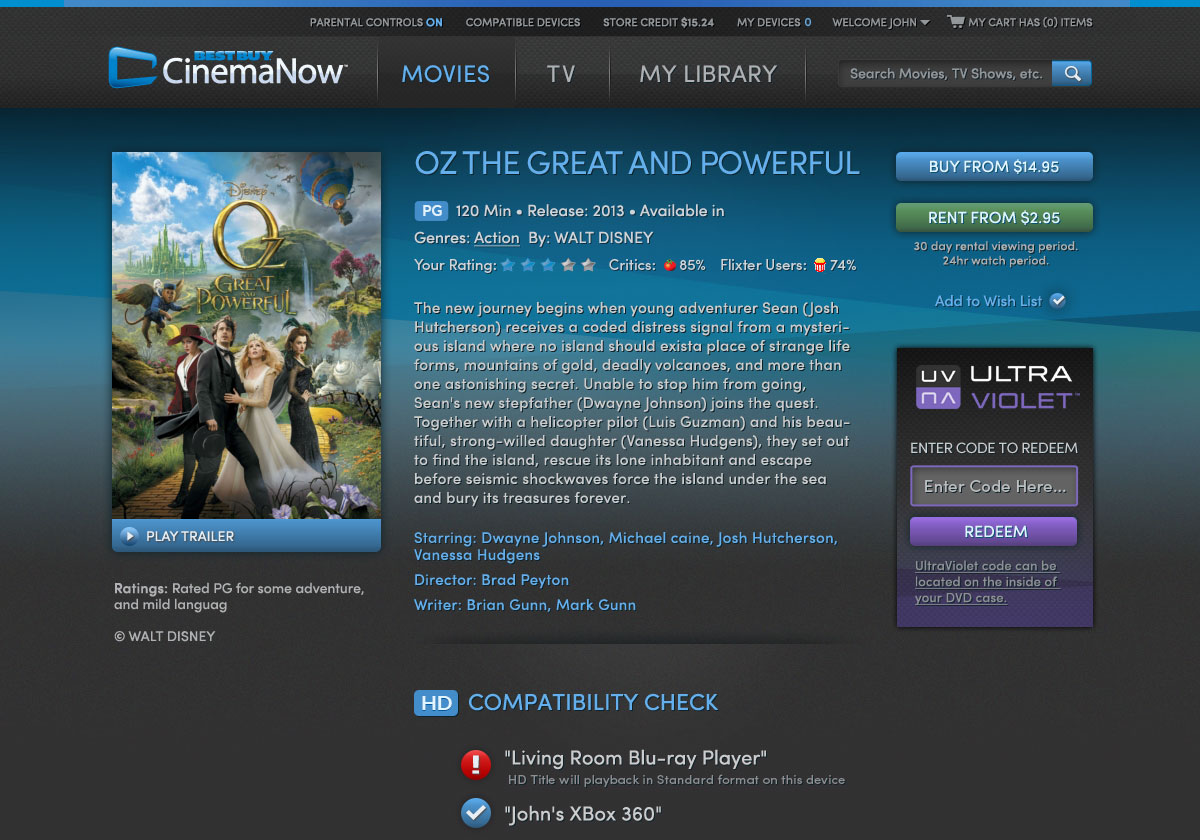 PARENTAL CONTROLS ON COMPATIBLE DEVICES STORE CREDIT $15.24 MY DEVICES 0 WELCOME JOHN MY CART HAS (0) ITEMS
BEST BUY
CinemaNow™
MOVIES TV MY LIBRARY
Search Movies, TV Shows, etc.
Disney
Oz
THE
GREAT
AND
POWERFUL
PLAY TRAILER
Ratings: Rated PG for some adventure,
and mild languag
© WALT DISNEY
OZ THE GREAT AND POWERFUL
PG 120 Min • Release: 2013 • Available in
Genres: Action By: WALT DISNEY
Your Rating: Critics: 85% Flixter Users: 74%
The new journey begins when young adventurer Sean (Josh
Hutcherson) receives a coded distress signal from a mysteri-
ous island where no island should exista place of strange life
forms, mountains of gold, deadly volcanoes, and more than
one astonishing secret. Unable to stop him from going,
Sean's new stepfather (Dwayne Johnson) joins the quest.
Together with a helicopter pilot (Luis Guzman) and his beau-
tiful, strong-willed daughter (Vanessa Hudgens), they set out
to find the island, rescue its lone inhabitant and escape
before seismic shockwaves force the island under the sea
and bury its treasures forever.
Starring: Dwayne Johnson, Michael caine, Josh Hutcherson,
Vanessa Hudgens
Director: Brad Peyton
Writer: Brian Gunn, Mark Gunn
BUY FROM $14.95
RENT FROM $2.95
30 day rental viewing period.
24hr watch period.
Add to Wish List
UV ULTRA
VIOLET™
ENTER CODE TO REDEEM
Enter Code Here...
REDEEM
UltraViolet code can be
located on the inside of
your DVD case.
HD COMPATIBILITY CHECK
"Living Room Blu-ray Player"
HD Title will playback in Standard format on this device
"John's XBox 360"